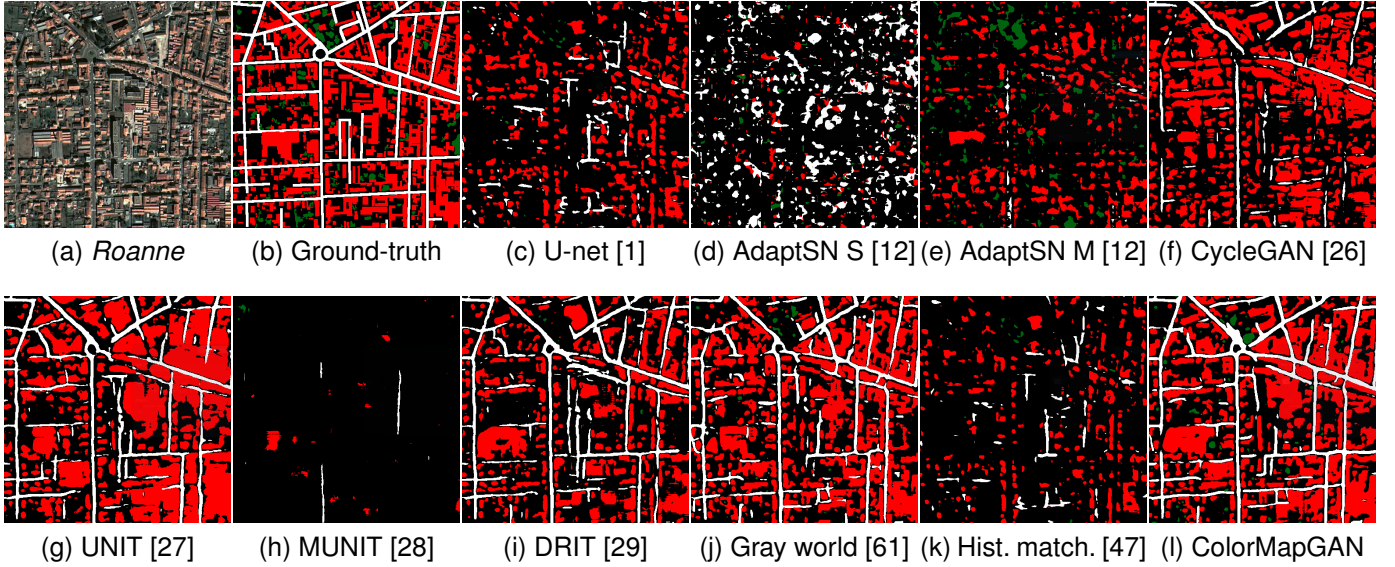 (a) Roanne (b) Ground-truth (c) U-net [1] (d) AdaptSN S [12] (e) AdaptSN M [12] (f) CycleGAN [26]
(g) UNIT [27] (h) MUNIT [28] (i) DRIT [29] (j) Gray world [61] (k) Hist. match. [47] (l) ColorMapGAN